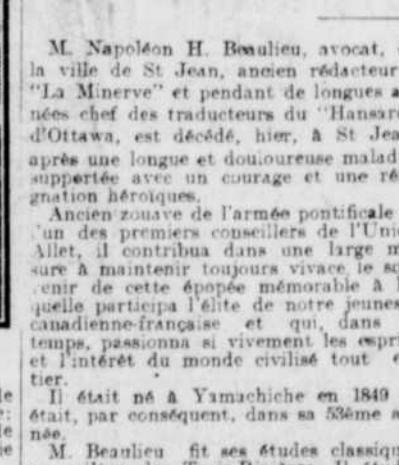 M. Napoléon H. Beaulieu, avocat,
la ville de St Jean, ancien rédacteur
"La Minerve" et pendant de longues a
nées chef des traducteurs du "Hansar
d'Ottawa, est décédé, hier, à St Jea
après une longue et douloureuse malad
supportée avec un courage et une ré
gnation héroïques.
Ancien zouave de l'armée pontificale
'un des premiers conseillers de l'Unio
Allet, il contribua dans une large m
sure à maintenir toujours vivace le so
enir de cette épopée mémorable à l
quelle participa l'élite de notre jeunes
canadienne-française et qui, dans
temps, passionna si vivement les espri
et l'intérêt du monde civilisé tout e
tier.
Il était né à Yamachiche en 1849
était, par conséquent, dans sa 53ème a
née.
M. Beaulieu fit ses études classiqu